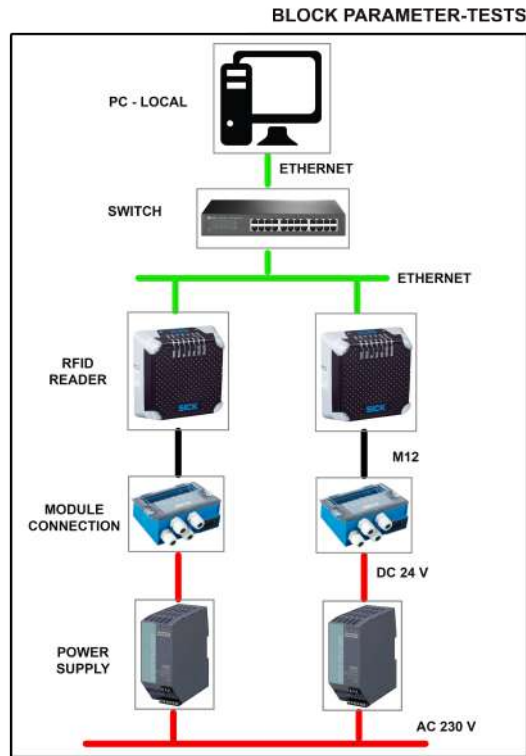 BLOCK PARAMETER-TESTS
PC - LOCAL
ETHERNET
SWITCH
ETHERNET
RFID
READER
SICK
SICK
M12
MODULE
CONNECTION
DC 24 V
POWER
SUPPLY
AC 230 V